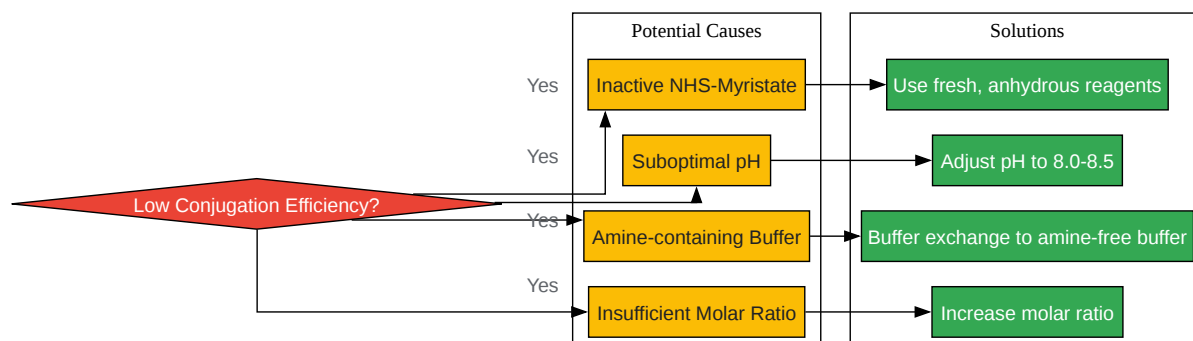 Potential Causes
Solutions
Yes
Inactive NHS-Myristate
Use fresh, anhydrous reagents
Yes
Suboptimal pH
Adjust pH to 8.0-8.5
Low Conjugation Efficiency?
Yes
Amine-containing Buffer
Buffer exchange to amine-free buffer
Yes
Insufficient Molar Ratio
Increase molar ratio